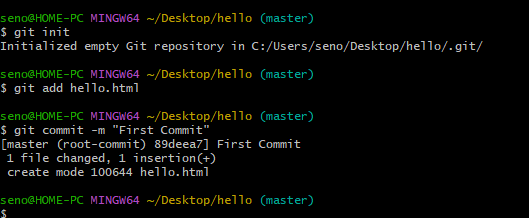 seno@HOME-PC MINGW64 ~/Desktop/hello (master)
$ git init
Initialized empty Git repository in C:/Users/seno/Desktop/hello/.git/
seno@HOME-PC MINGW64 ~/Desktop/hello (master)
$ git add hello.html
seno@HOME-PC MINGW64 ~/Desktop/hello (master)
$ git commit -m "First Commit"
[master (root-commit) 89deea7] First Commit
 1 file changed, 1 insertion(+)
 create mode 100644 hello.html
seno@HOME-PC MINGW64 ~/Desktop/hello (master)
$